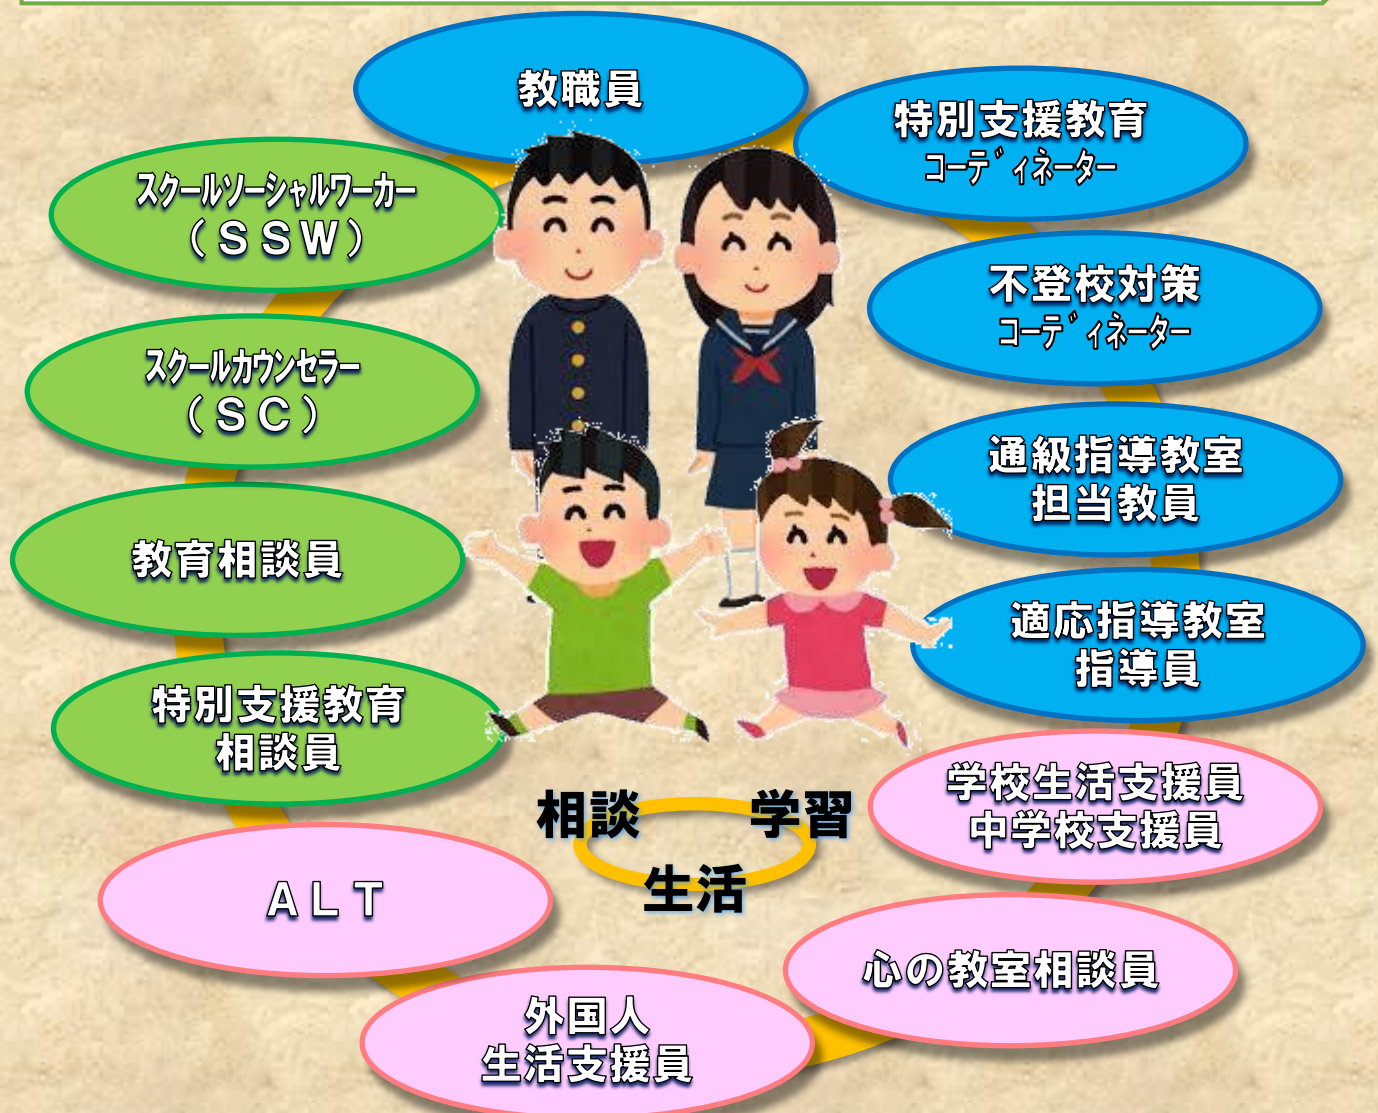 教職員
特別支援教育
コーディネーター
スクールソーシャルワーカー
（ＳＳＷ）
不登校対策
コーディネーター
スクールカウンセラー
（ＳＣ）
通級指導教室
担当教員
教育相談員
適応指導教室
指導員
特別支援教育
相談員
学校生活支援員
中学校支援員
相談
学習
生活
ＡＬＴ
心の教室相談員
外国人
生活支援員